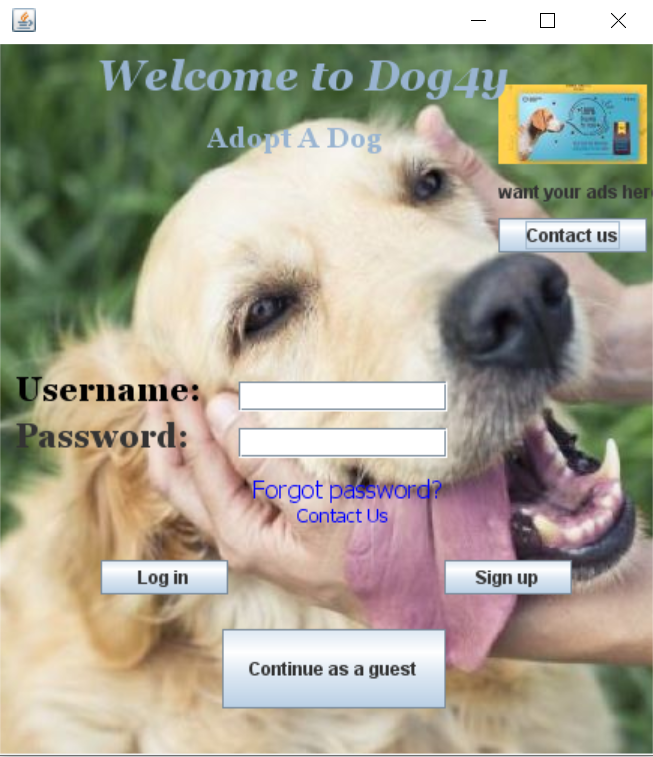 Welcome to Dog4y
Adopt A Dog
want your ads her
Contact us
Username:
Password:
Forgot password?
Contact Us
Log in
Sign up
Continue as a guest